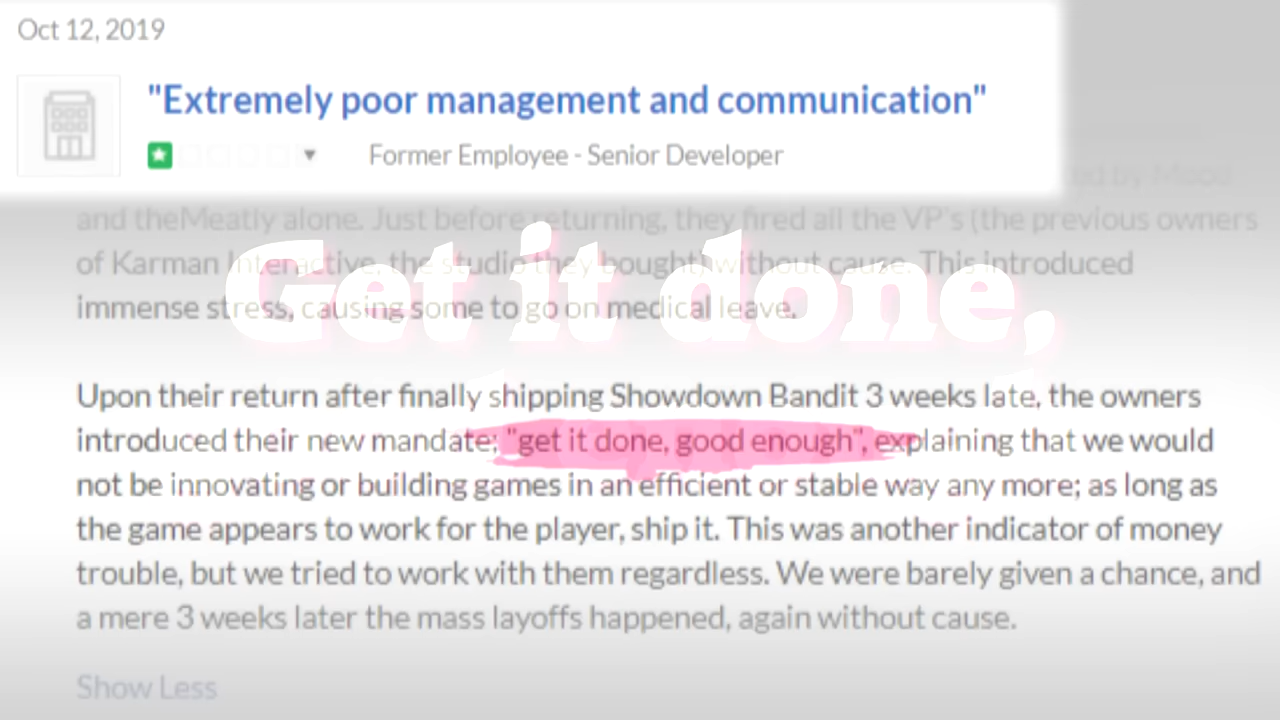 Oct 12, 2019
"Extremely poor management and communication"
Former Employee - Senior Developer
by
and theMeatly alone. Just before returning, they fired all the VP's (the previous owners
of Karman Interactive, the studio they bought) without cause. This introduced
immense stress, causing some to go on medical leave.
Get it done,
Upon their return after finally shipping Showdown Bandit 3 weeks late, the owners
introduced their new mandate; "get it done, good enough", explaining that we would
not be innovating or building games in an efficient or stable way any more; as long as
the game appears to work for the player, ship it. This was another indicator of money
trouble, but we tried to work with them regardless. We were barely given a chance, and
a mere 3 weeks later the mass layoffs happened, again without cause.
Show Less